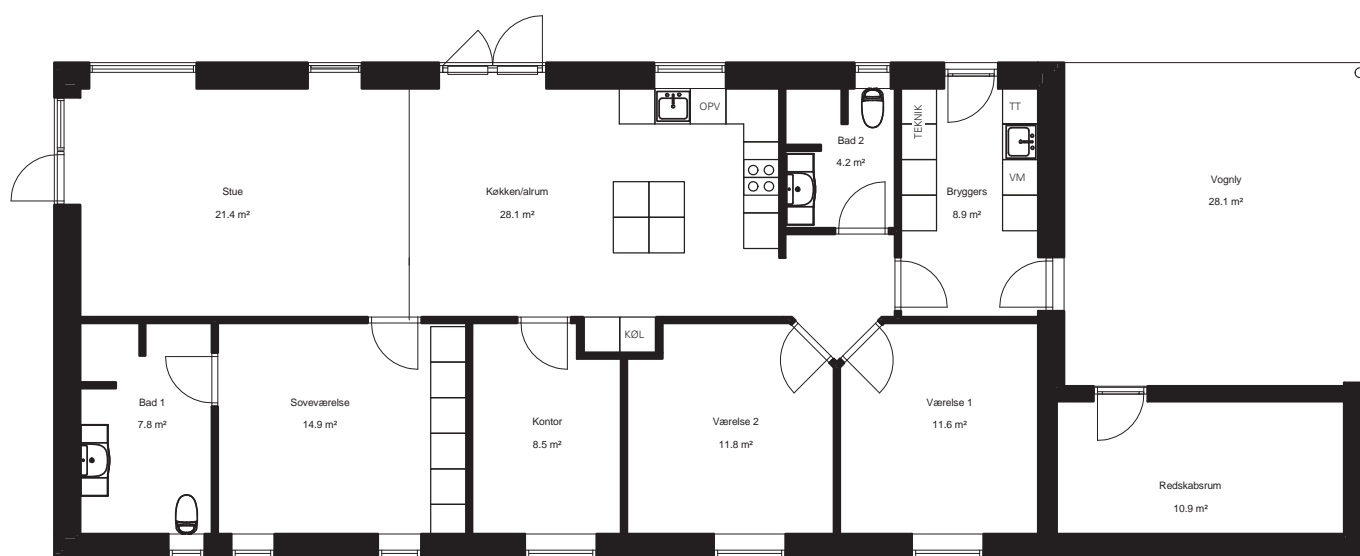 OPV
TEKNIK
TT
Bad 2
4.2 m²
VM
Stue
21.4 m²
Køkken/alrum
28.1 m²
Bryggers
8.9 m²
Vognly
28.1 m²
KØL
Bad 1
7.8 m²
Soveværelse
14.9 m²
Kontor
8.5 m²
Værelse 2
11.8 m²
Værelse 1
11.6 m²
Redskabsrum
10.9 m²